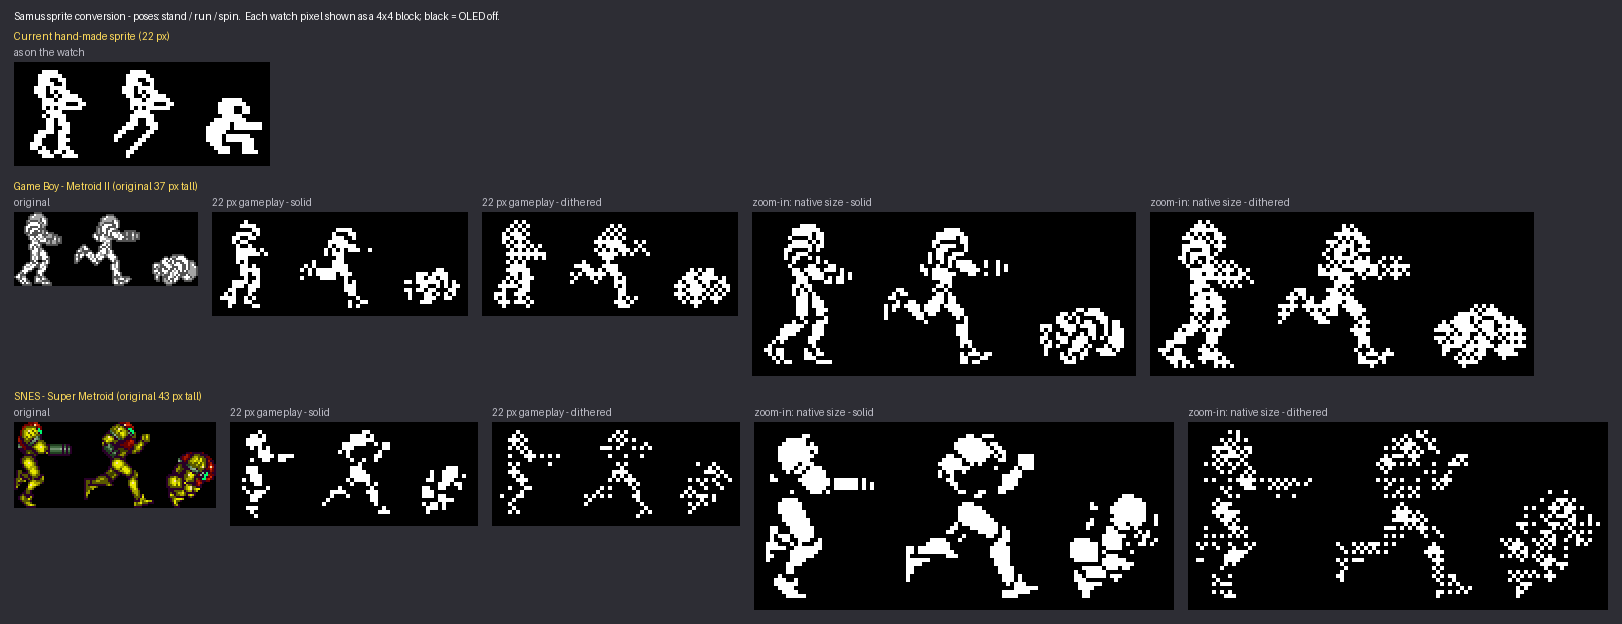 Samus sprite conversion - poses: stand / run / spin. Each watch pixel shown as a 4x4 block; black = OLED off.
Current hand-made sprite (22 px)
as on the watch
Game Boy - Metroid II (original 37 px tall)
original
22 px gameplay - solid
22 px gameplay - dithered
zoom-in: native size - solid
zoom-in: native size - dithered
SNES - Super Metroid (original 43 px tall)
original
22 px gameplay - solid
22 px gameplay - dithered
zoom-in: native size - solid
zoom-in: native size - dithered